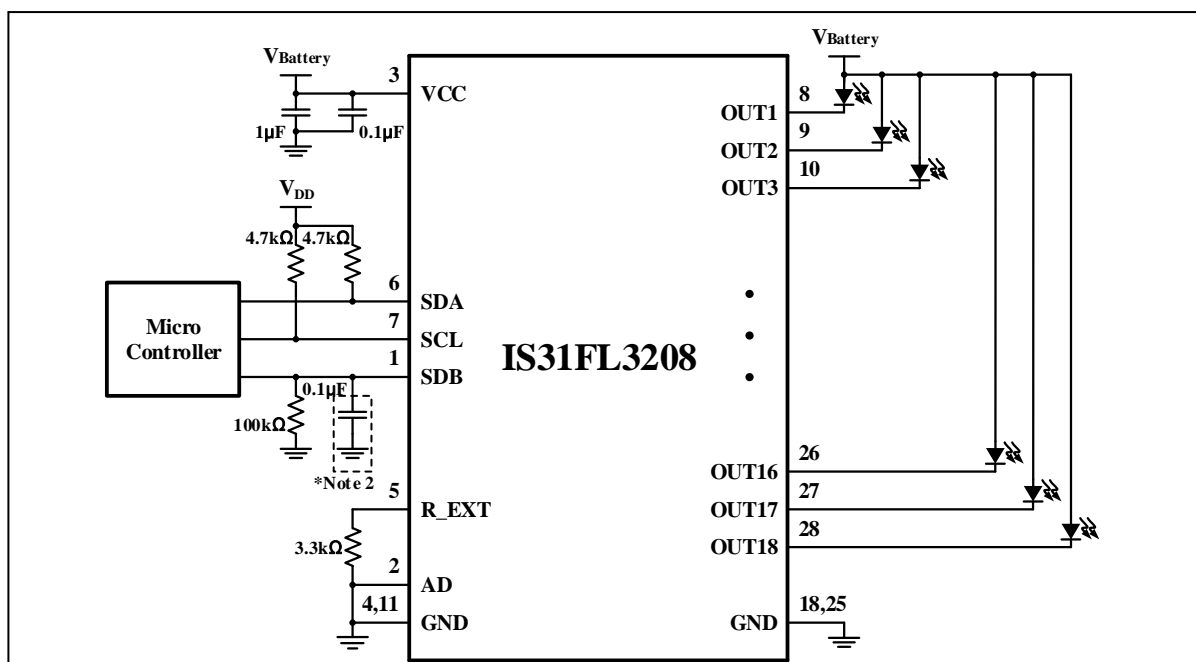 VBattery
3
VCC
1µF
0.1µF
VDD
4.7kΩ
4.7kΩ
6
SDA
7
SCL
1
SDB
Micro
Controller
0.1µF
100kΩ
*Note 2
5
R_EXT
3.3kΩ
2
AD
4,11
GND
IS31FL3208
VBattery
8
OUT1
9
OUT2
10
OUT3
26
OUT16
27
OUT17
28
OUT18
18,25
GND